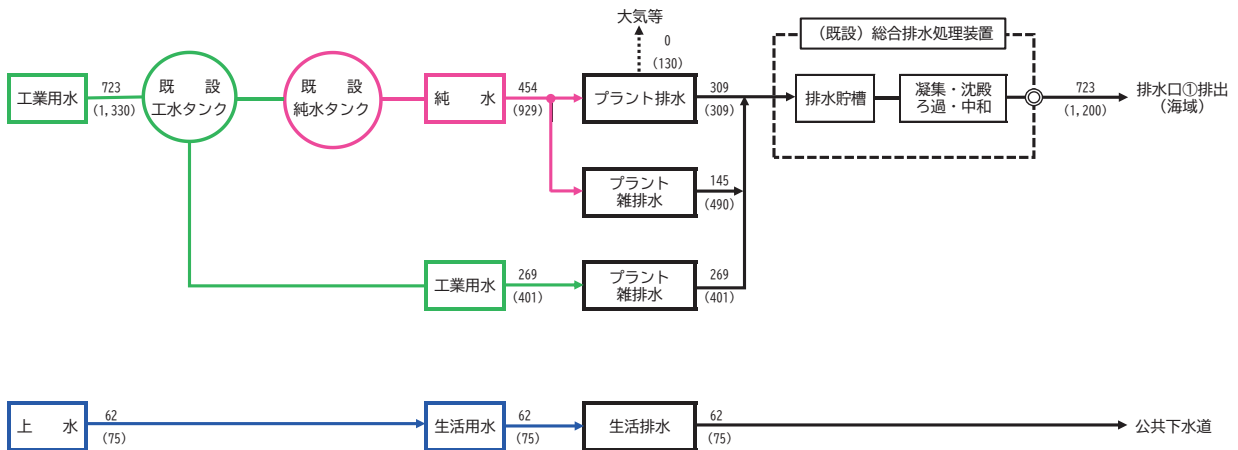 大気等
0
(130)
(既設)総合排水処理装置
工業用水
723
(1,330)
既　設
工水タンク
既　設
純水タンク
純　水
454
(929)
プラント排水
309
(309)
排水貯槽
凝集・沈殿
ろ過・中和
723
(1,200)
排水口①排出
(海域)
プラント
雑排水
145
(490)
工業用水
269
(401)
プラント
雑排水
269
(401)
上　水
62
(75)
生活用水
62
(75)
生活排水
62
(75)
公共下水道